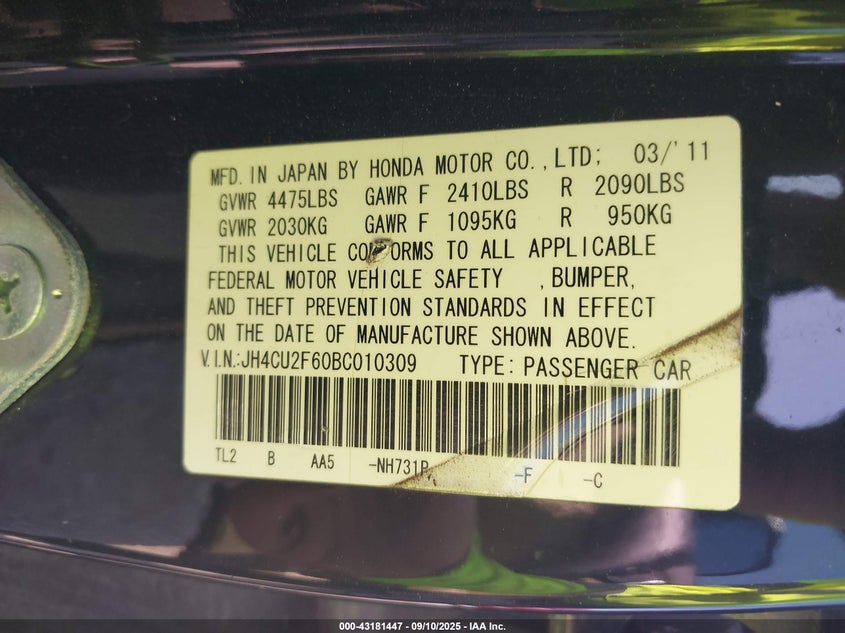 MFD. IN JAPAN BY HONDA MOTOR CO.,LTD; 03/'11
GVWR 4475LBS GAWR F 2410LBS R 2090LBS
GVWR 2030KG GAWR F 1095KG R 950KG
THIS VEHICLE CONFORMS TO ALL APPLICABLE
FEDERAL MOTOR VEHICLE SAFETY , BUMPER,
AND THEFT PREVENTION STANDARDS IN EFFECT
ON THE DATE OF MANUFACTURE SHOWN ABOVE.
V.I.N.:JH4CU2F60BC010309 TYPE: PASSENGER CAR
TL2 B AA5 -NH731P -F -C
000-43181447 - 09/10/2025 - IAA Inc.